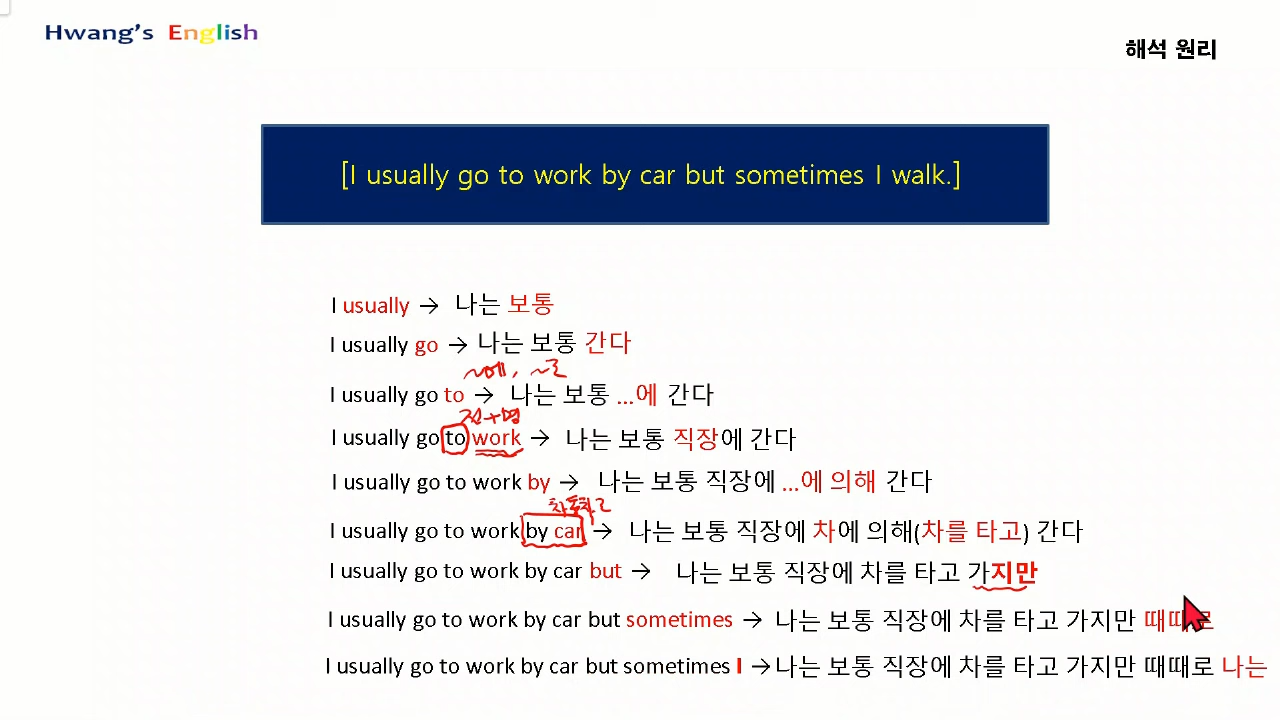 Hwang's English
해석 원리
[I usually go to work by car but sometimes I walk.]
I usually → 나는 보통
I usually go → 나는 보통 간다
~에, ~로
I usually go to → 나는 보통 ...에 간다
전+명
I usually go to work → 나는 보통 직장에 간다
I usually go to work by → 나는 보통 직장에 ...에 의해 간다
I usually go to work by car → 나는 보통 직장에 차에 의해(차를 타고) 간다
I usually go to work by car but → 나는 보통 직장에 차를 타고 가지만
I usually go to work by car but sometimes → 나는 보통 직장에 차를 타고 가지만 때때로
I usually go to work by car but sometimes I → 나는 보통 직장에 차를 타고 가지만 때때로 나는